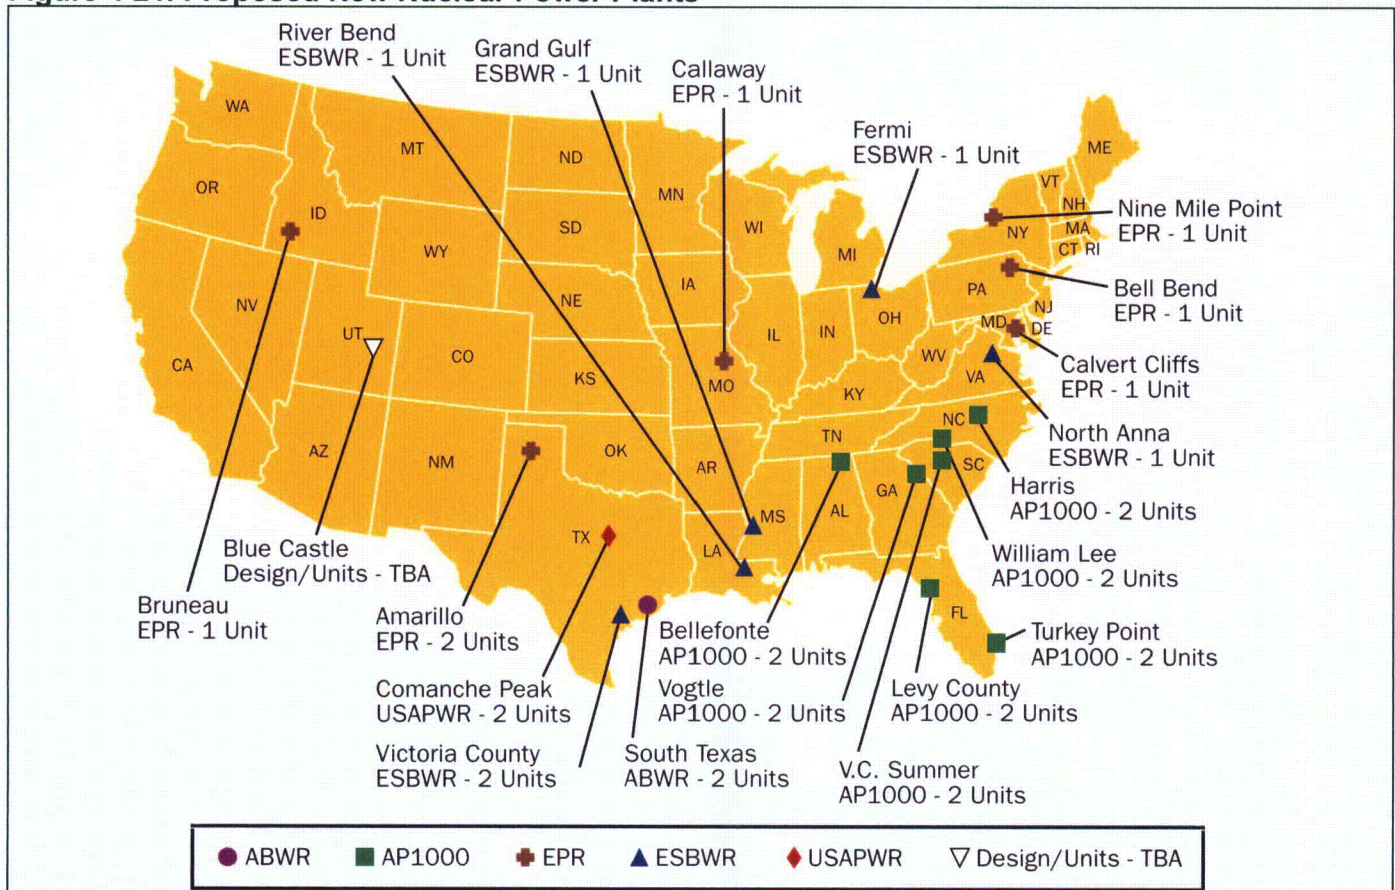 River Bend
ESBWR - 1 Unit
Grand Gulf
ESBWR - 1 Unit
Callaway
EPR - 1 Unit
Fermi
ESBWR - 1 Unit
Nine Mile Point
EPR - 1 Unit
Bell Bend
EPR - 1 Unit
Calvert Cliffs
EPR - 1 Unit
North Anna
ESBWR - 1 Unit
Harris
AP1000 - 2 Units
William Lee
AP1000 - 2 Units
Turkey Point
AP1000 - 2 Units
Levy County
AP1000 - 2 Units
V.C. Summer
AP1000 - 2 Units
Bellefonte
AP1000 - 2 Units
Vogtle
AP1000 - 2 Units
South Texas
ABWR - 2 Units
Victoria County
ESBWR - 2 Units
Comanche Peak
USAPWR - 2 Units
Amarillo
EPR - 2 Units
Blue Castle
Design/Units - TBA
Bruneau
EPR - 1 Unit
WA
MT
ND
MN
ME
OR
ID
SD
WI
VT
NH
WY
MI
NY
MA
CT RI
NV
NE
IA
PA
NJ
UT
CO
IL
IN
OH
MD
DE
CA
KS
MO
WV
VA
KY
AZ
NM
OK
AR
TN
NC
SC
TX
LA
MS
AL
GA
FL
ABWR
AP1000
EPR
ESBWR
USAPWR
Design/Units - TBA